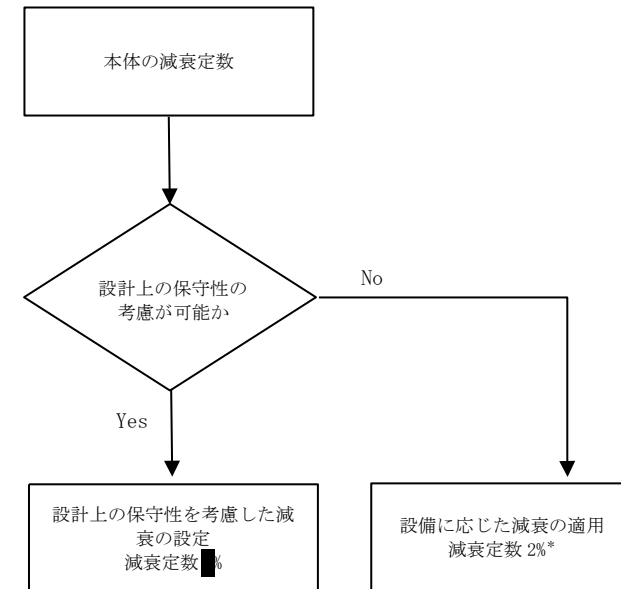 本体の減衰定数
設計上の保守性の
考慮が可能か
No
Yes
設計上の保守性を考慮した減
衰の設定
減衰定数 %
設備に応じた減衰の適用
減衰定数 2%*